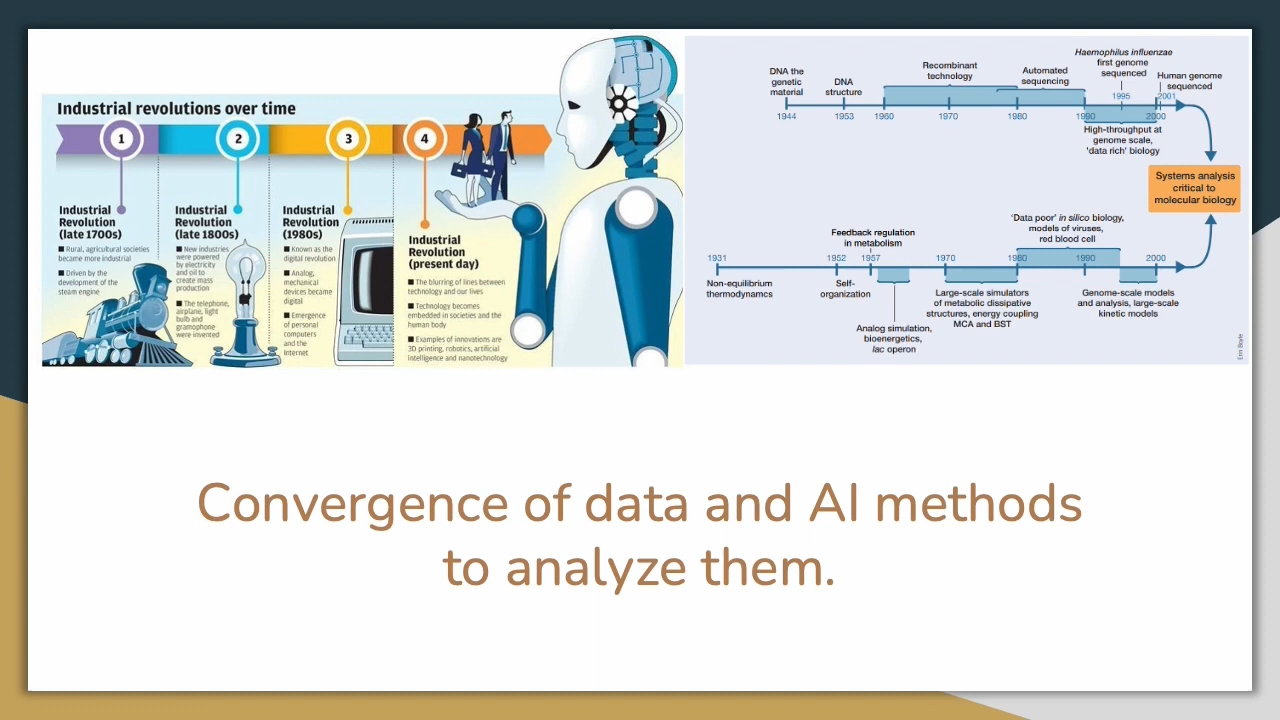 Industrial revolutions over time
1
2
3
4
Industrial
Revolution
(late 1700s)
■ Rural, agricultural societies
became more industrial
■ Driven by the
development of the
steam engine
Industrial
Revolution
(late 1800s)
■ New industries
were powered
by electricity
and oil to
create mass
production
■ The telephone,
airplane, light
bulb and
gramophone
were invented
Industrial
Revolution
(1980s)
■ Known as the
digital revolution
■ Analog,
mechanical
devices became
digital
■ Emergence
of personal
computers
and the
Internet
Industrial
Revolution
(present day)
■ The blurring of lines between
technology and our lives
■ Technology becomes
embedded in societies and the
human body
■ Examples of innovations are
3D printing, robotics, artificial
intelligence and nanotechnology
DNA the
genetic
material
DNA
structure
Recombinant
technology
Automated
sequencing
Haemophilus influenzae
first genome
sequenced
Human genome
sequenced
1995
2001
1944
1953
1960
1970
1980
1990
2000
High-throughput at
genome scale,
'data rich' biology
Systems analysis
critical to
molecular biology
'Data poor' in silico biology,
models of viruses,
red blood cell
Feedback regulation
in metabolism
1931
1952
1957
1970
1980
1990
2000
Non-equilibrium
thermodynamcs
Self-
organization
Large-scale simulators
of metabolic dissipative
structures, energy coupling
MCA and BST
Genome-scale models
and analysis, large-scale
kinetic models
Analog simulation,
bioenergetics,
lac operon
Erin Boyle
Convergence of data and AI methods
to analyze them.